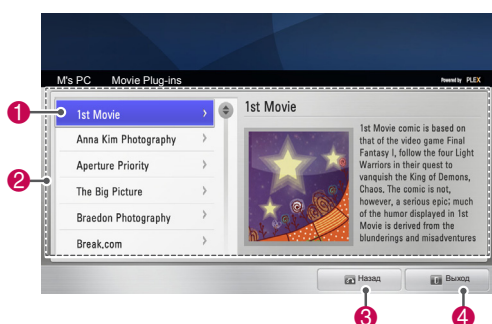 M's PC Movie Plug-ins Powered by PLEX
1 1st Movie
Anna Kim Photography
Aperture Priority
2 The Big Picture
Braedon Photography
Break.com
1st Movie
1st Movie comic is based on
that of the video game Final
Fantasy I, follow the four Light
Warriors in their quest to
vanquish the King of Demons,
Chaos. The comic is not,
however, a serious epic; much
of the humor displayed in 1st
Movie is derived from the
blunderings and misadventures
Назад Выход
3 4